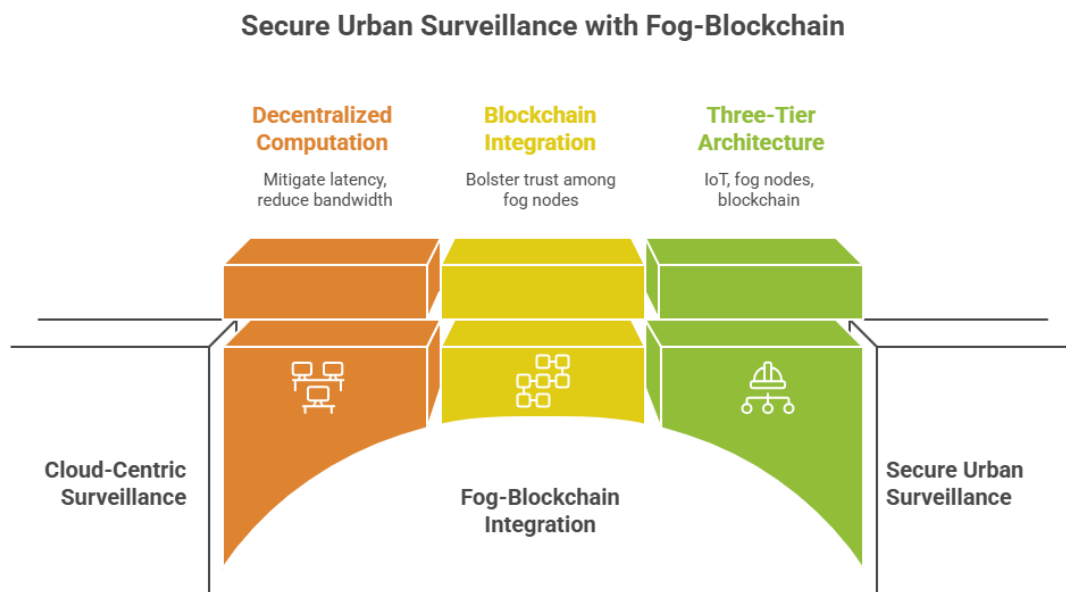 Secure Urban Surveillance with Fog-Blockchain
Decentralized
Computation
Mitigate latency,
reduce bandwidth
Blockchain
Integration
Bolster trust among
fog nodes
Three-Tier
Architecture
IoT, fog nodes,
blockchain
Cloud-Centric
Surveillance
Fog-Blockchain
Integration
Secure Urban
Surveillance